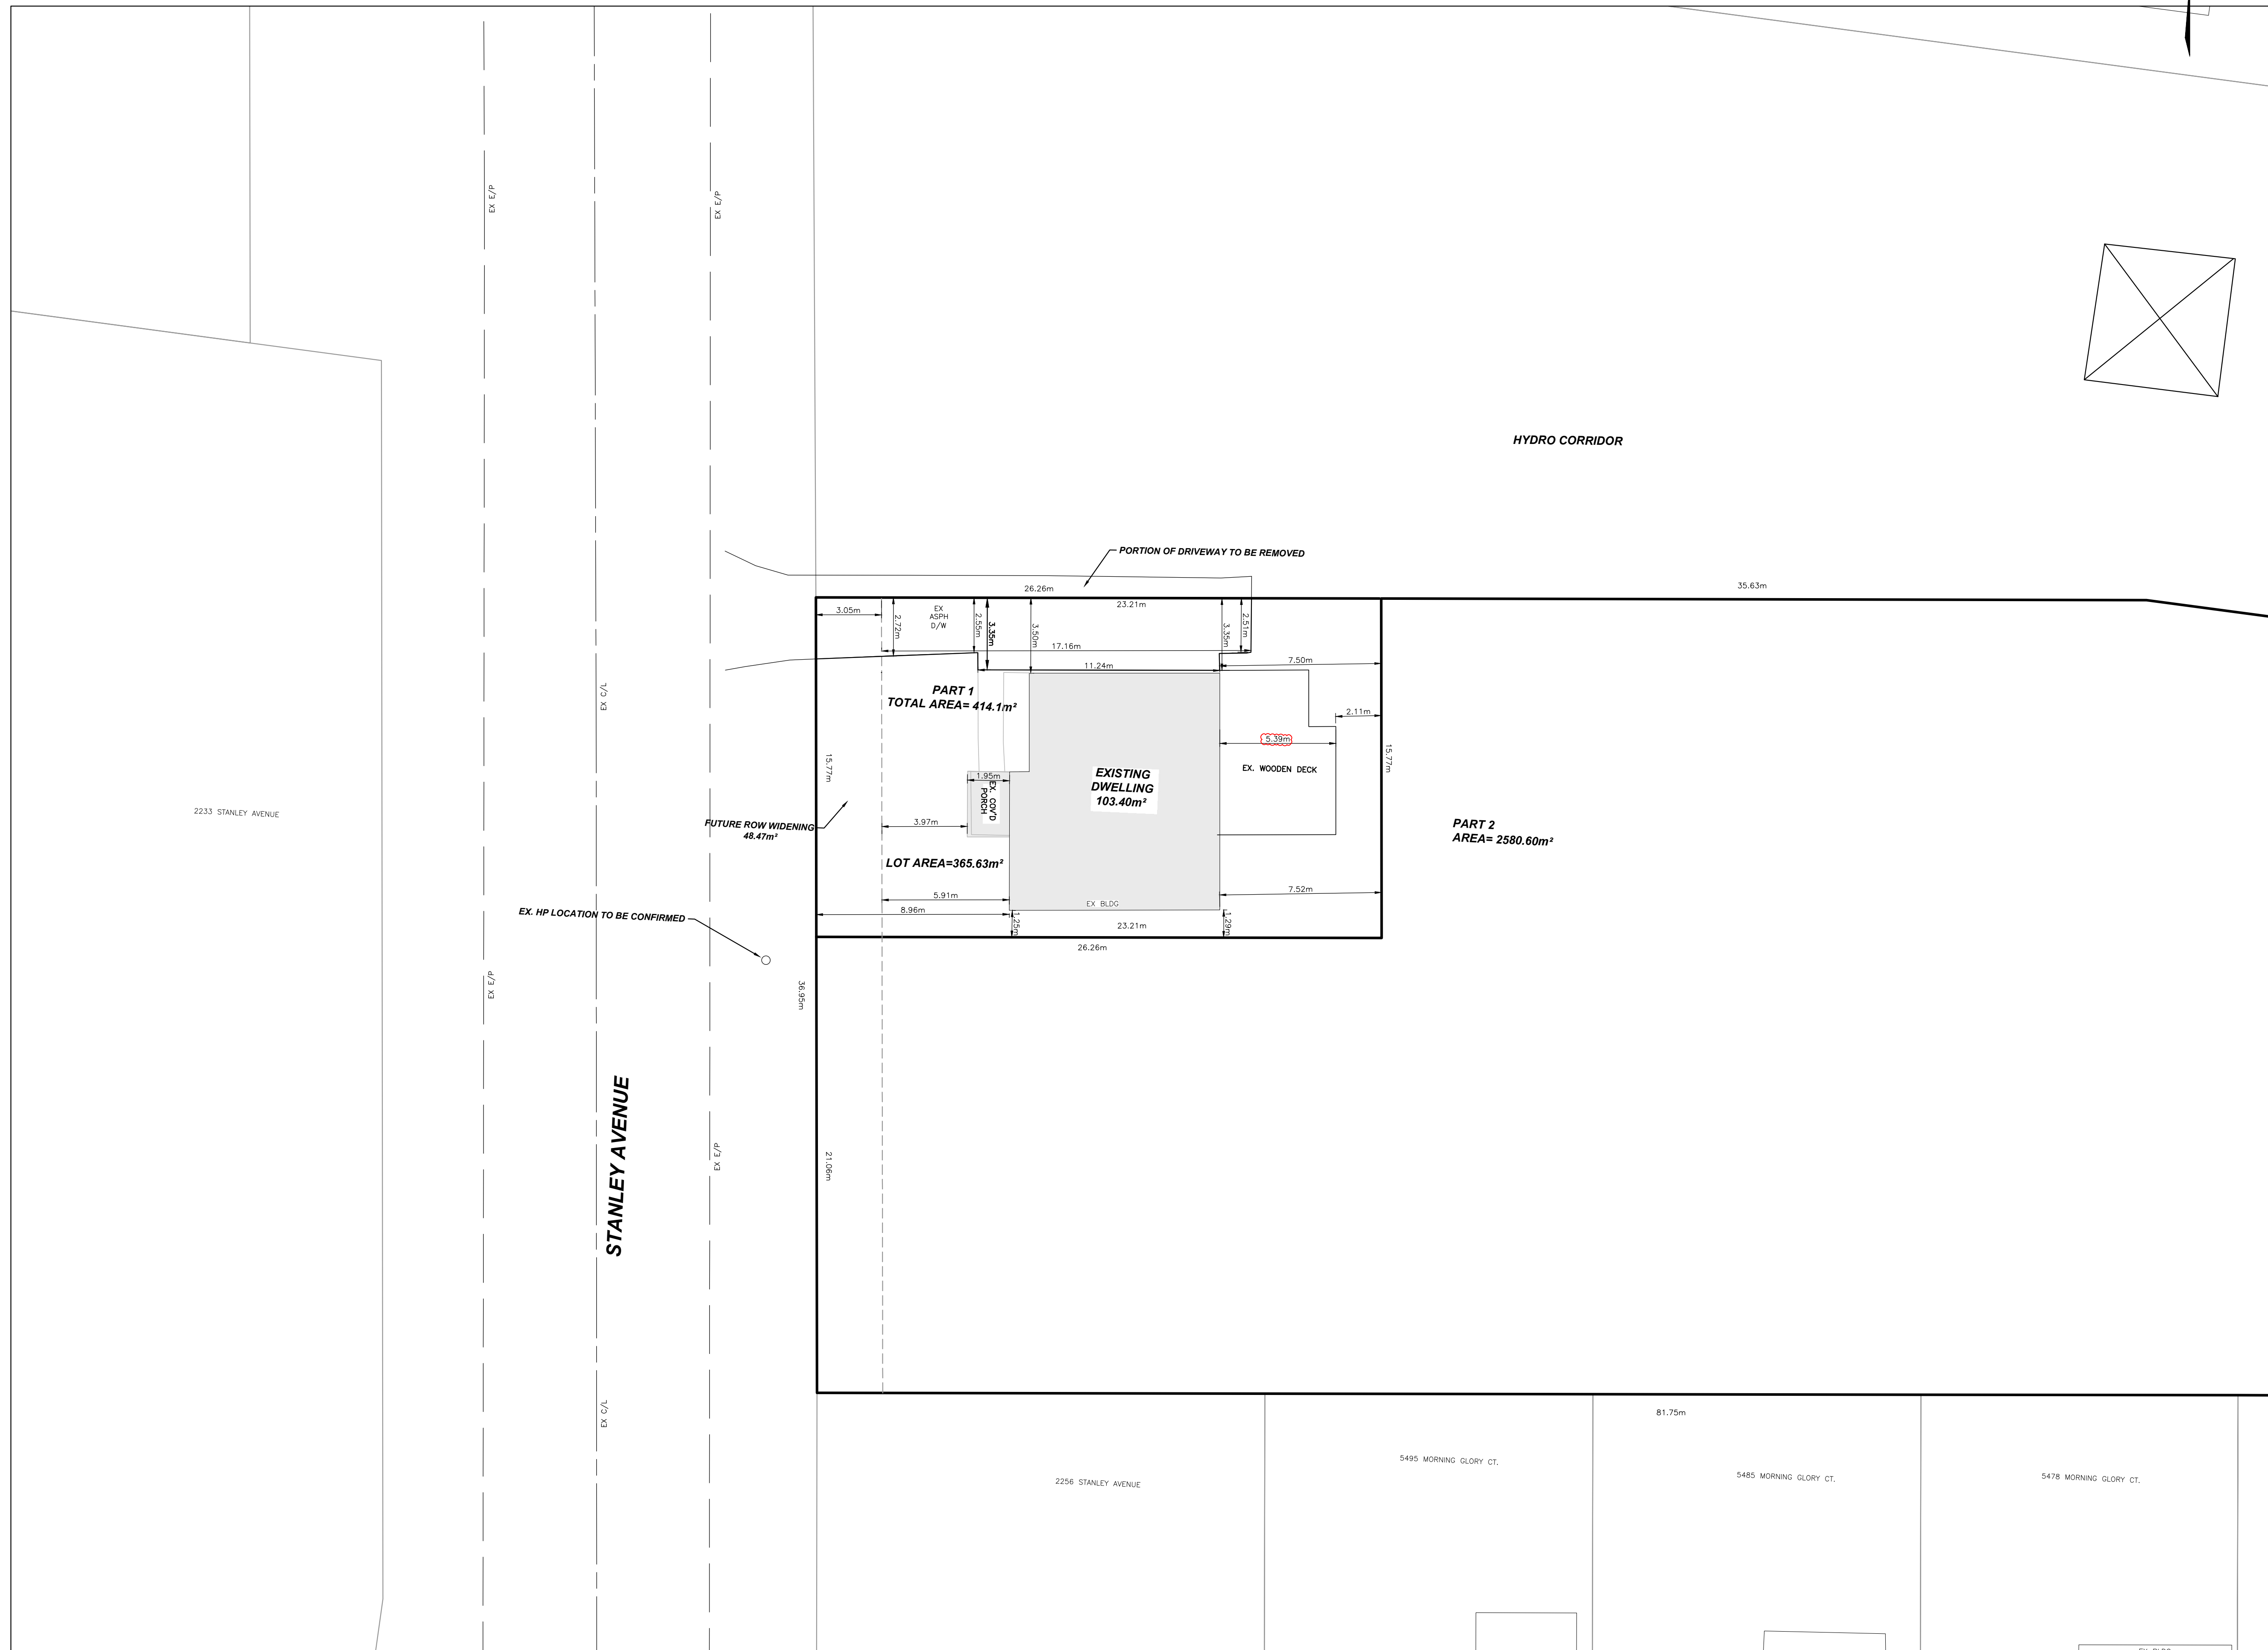 EX E/P
EX E/P
HYDRO CORRIDOR
PORTION OF DRIVEWAY TO BE REMOVED
26.26m
35.63m
3.05m
EX
ASPH
D/W
23.21m
2.72m
2.55m
3.35m
3.50m
3.35m
2.51m
17.16m
11.24m
7.50m
EX C/L
PART 1
TOTAL AREA= 414.1m²
2.11m
5.39m
15.77m
15.77m
EX. WOODEN DECK
1.95m
EX. COV'D
PORCH
EXISTING
DWELLING
103.40m²
2233 STANLEY AVENUE
FUTURE ROW WIDENING
48.47m²
3.97m
PART 2
AREA= 2580.60m²
LOT AREA=365.63m²
5.91m
7.52m
EX BLDG
8.96m
1.25m
23.21m
1.29m
EX. HP LOCATION TO BE CONFIRMED
26.26m
EX E/P
36.95m
STANLEY AVENUE
EX E/P
21.06m
EX C/L
81.75m
2256 STANLEY AVENUE
5495 MORNING GLORY CT.
5485 MORNING GLORY CT.
5478 MORNING GLORY CT.